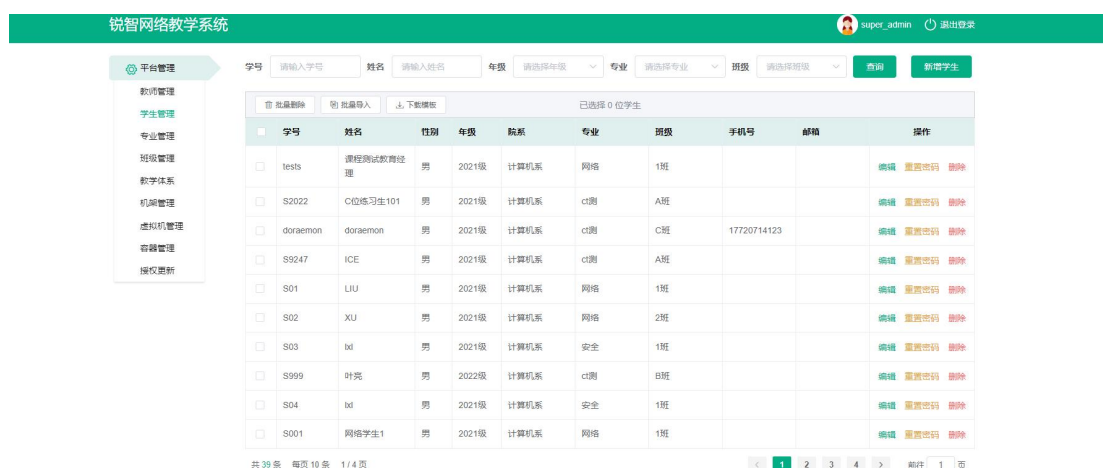 锐智网络教学系统 super_admin 退出登录
平台管理
教师管理
学生管理
专业管理
班级管理
教学体系
机架管理
虚拟机管理
容器管理
授权更新
学号 请输入学号 姓名 请输入姓名 年级 请选择年级 专业 请选择专业 班级 请选择班级 查询 新增学生
批量删除 批量导入 下载模板 已选择 0 位学生
学号 姓名 性别 年级 院系 专业 班级 手机号 邮箱 操作
tests 课程测试教育经理 男 2021级 计算机系 网络 1班 编辑 重置密码 删除
S2022 C位练习生101 男 2021级 计算机系 ct测 A班 编辑 重置密码 删除
doraemon doraemon 男 2021级 计算机系 ct测 C班 17720714123 编辑 重置密码 删除
S9247 ICE 男 2021级 计算机系 ct测 A班 编辑 重置密码 删除
S01 LIU 男 2021级 计算机系 网络 1班 编辑 重置密码 删除
S02 XU 男 2021级 计算机系 网络 2班 编辑 重置密码 删除
S03 lxl 男 2021级 计算机系 安全 1班 编辑 重置密码 删除
S999 叶亮 男 2022级 计算机系 ct测 B班 编辑 重置密码 删除
S04 lxl 男 2021级 计算机系 安全 1班 编辑 重置密码 删除
S001 网络学生1 男 2021级 计算机系 网络 1班 编辑 重置密码 删除
共 39 条 每页 10 条 1 / 4 页 < 1 2 3 4 > 前往 1 页